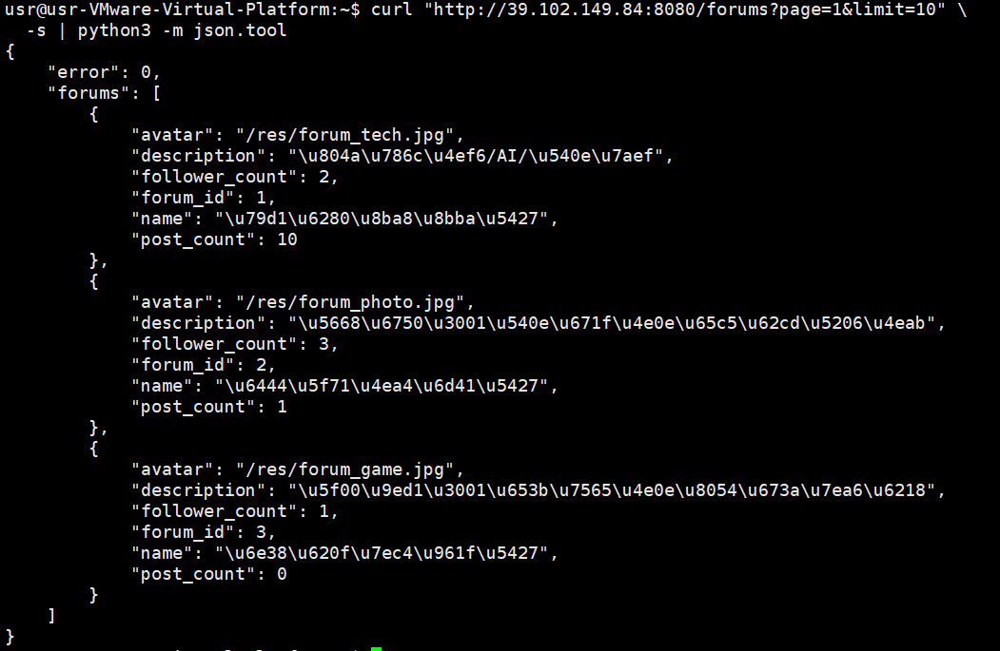 usr@usr-VMware-Virtual-Platform:~$ curl "http://39.102.149.84:8080/forums?page=1&limit=10" \
  -s | python3 -m json.tool
{
    "error": 0,
    "forums": [
        {
            "avatar": "/res/forum_tech.jpg",
            "description": "\u804a\u786c\u4ef6/AI/\u540e\u7aef",
            "follower_count": 2,
            "forum_id": 1,
            "name": "\u79d1\u6280\u8ba8\u8bba\u5427",
            "post_count": 10
        },
        {
            "avatar": "/res/forum_photo.jpg",
            "description": "\u5668\u6750\u3001\u540e\u671f\u4e0e\u65c5\u62cd\u5206\u4eab",
            "follower_count": 3,
            "forum_id": 2,
            "name": "\u6444\u5f71\u4ea4\u6d41\u5427",
            "post_count": 1
        },
        {
            "avatar": "/res/forum_game.jpg",
            "description": "\u5f00\u9ed1\u3001\u653b\u7565\u4e0e\u8054\u673a\u7ea6\u6218",
            "follower_count": 1,
            "forum_id": 3,
            "name": "\u6e38\u620f\u7ec4\u961f\u5427",
            "post_count": 0
        }
    ]
}